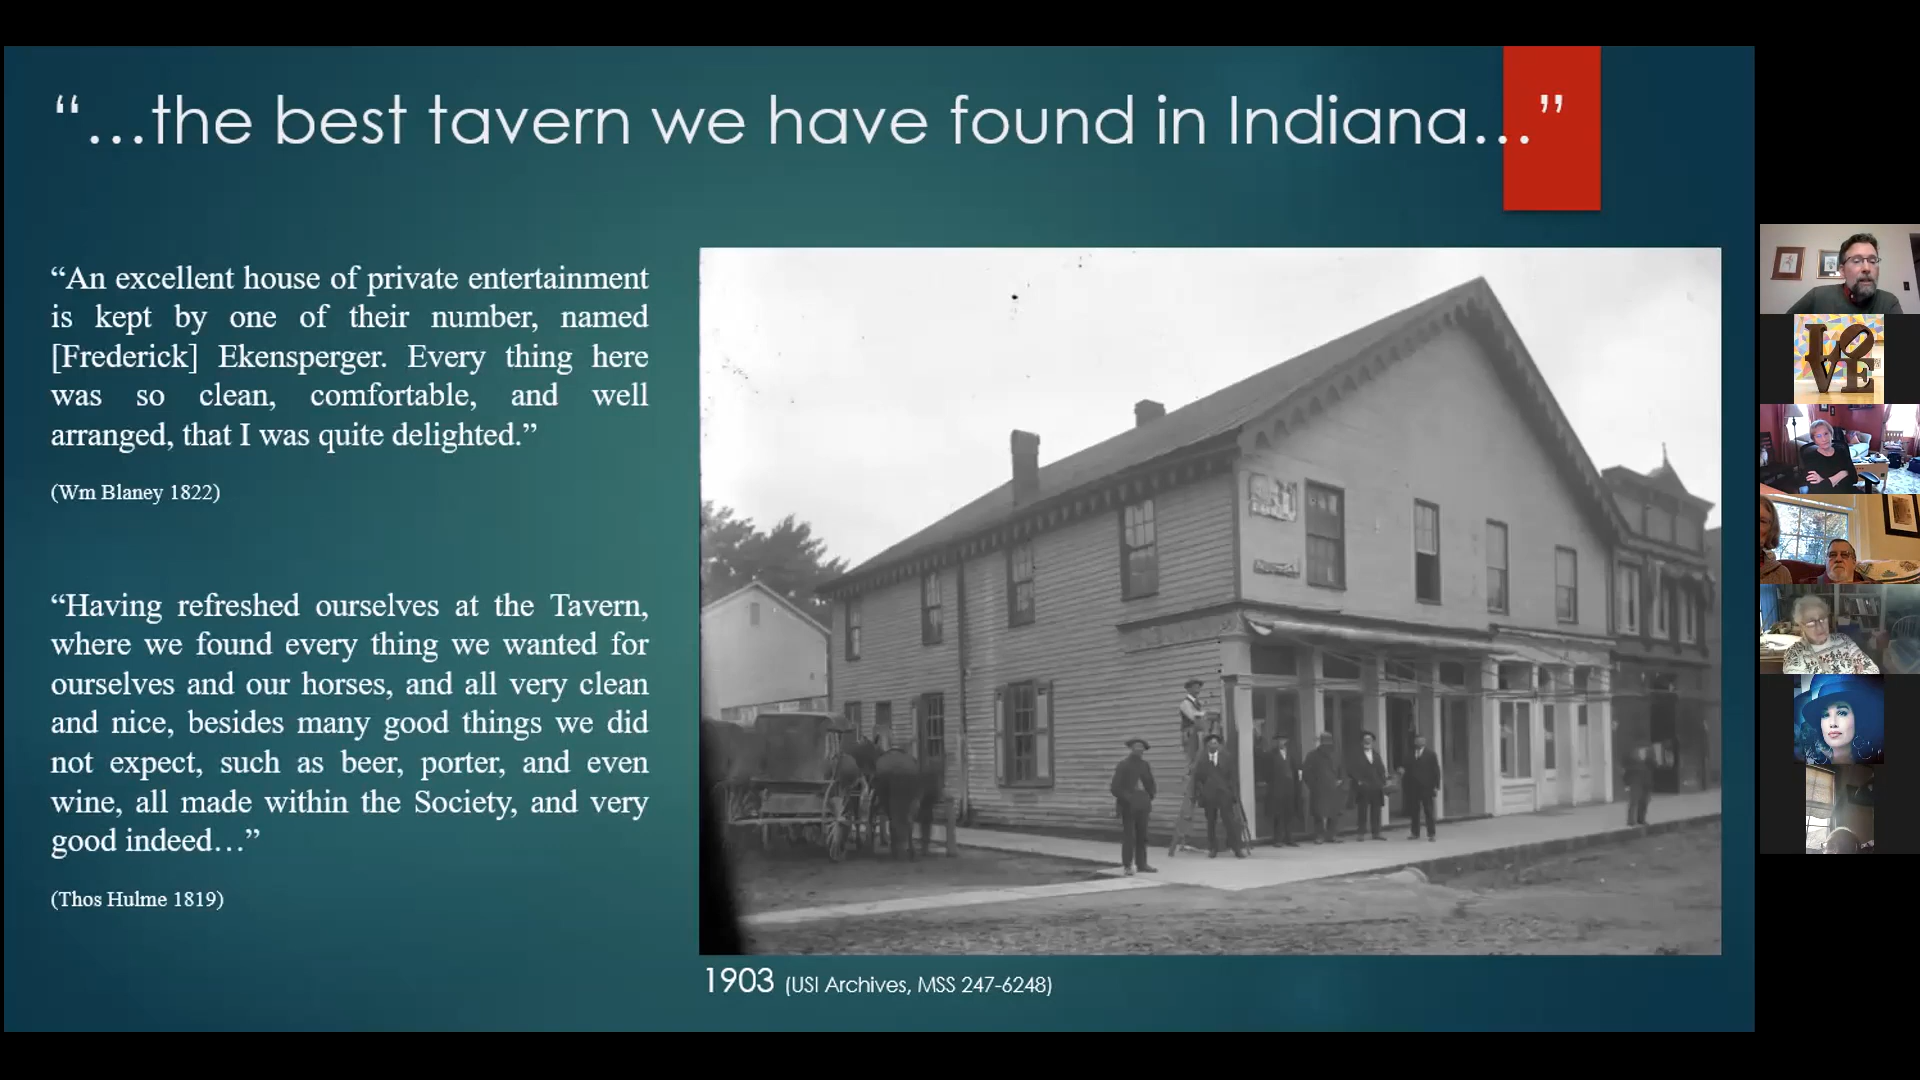 “…the best tavern we have found in Indiana…”
“An excellent house of private entertainment
is kept by one of their number, named
[Frederick] Ekensperger. Every thing here
was so clean, comfortable, and well
arranged, that I was quite delighted.”
(Wm Blaney 1822)
“Having refreshed ourselves at the Tavern,
where we found every thing we wanted for
ourselves and our horses, and all very clean
and nice, besides many good things we did
not expect, such as beer, porter, and even
wine, all made within the Society, and very
good indeed…”
(Thos Hulme 1819)
1903 (USI Archives, MSS 247-6248)
LO
VE